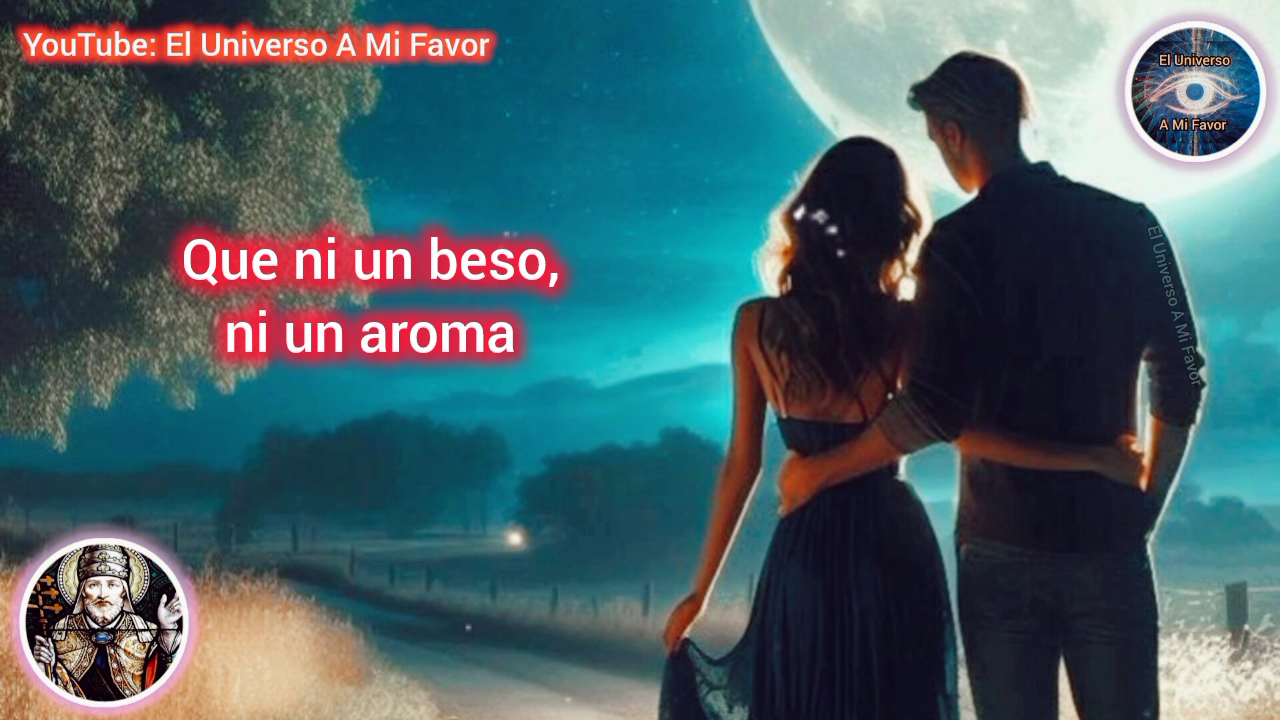 YouTube: El Universo A Mi Favor
El Universo
A Mi Favor
Que ni un beso,
ni un aroma
El Universo A Mi Favor